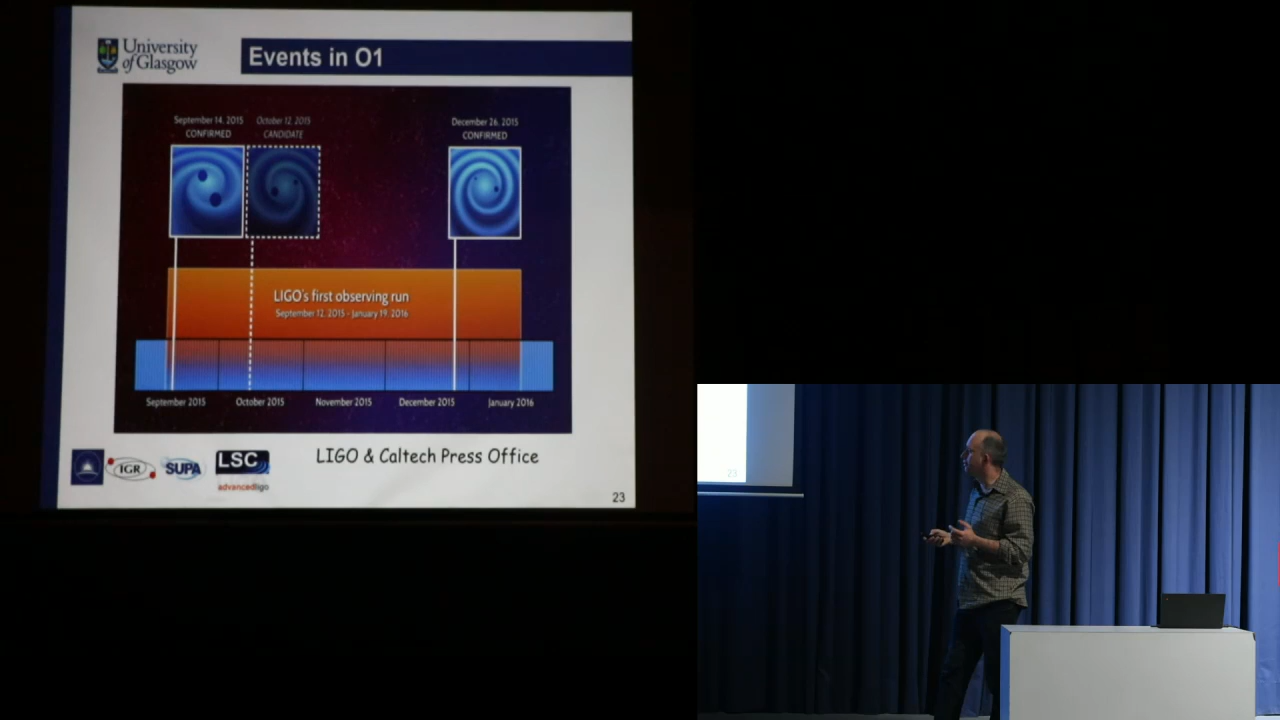 University
of Glasgow
Events in O1
September 14, 2015
CONFIRMED
October 12, 2015
CANDIDATE
December 26, 2015
CONFIRMED
LIGO's first observing run
September 12, 2015 - January 19, 2016
September 2015
October 2015
November 2015
December 2015
January 2016
IGR
SUPA
LSC
advancedligo
LIGO & Caltech Press Office
23
23